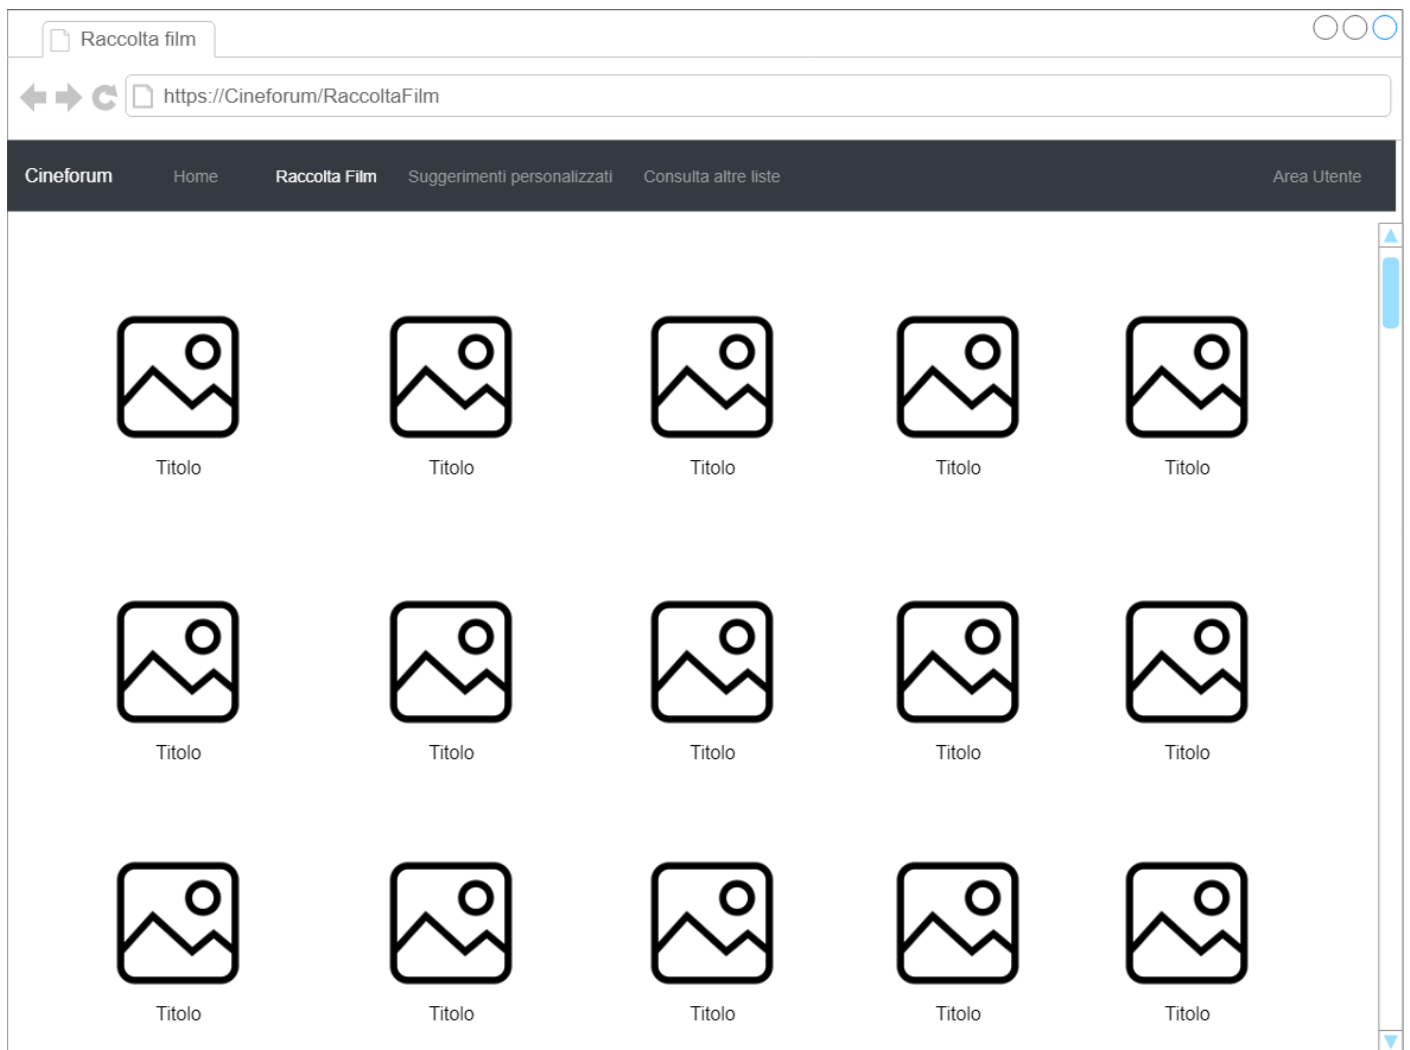 Raccolta film
https://Cineforum/RaccoltaFilm
Cineforum Home Raccolta Film Suggerimenti personalizzati Consulta altre liste Area Utente
Titolo Titolo Titolo Titolo Titolo
Titolo Titolo Titolo Titolo Titolo
Titolo Titolo Titolo Titolo Titolo